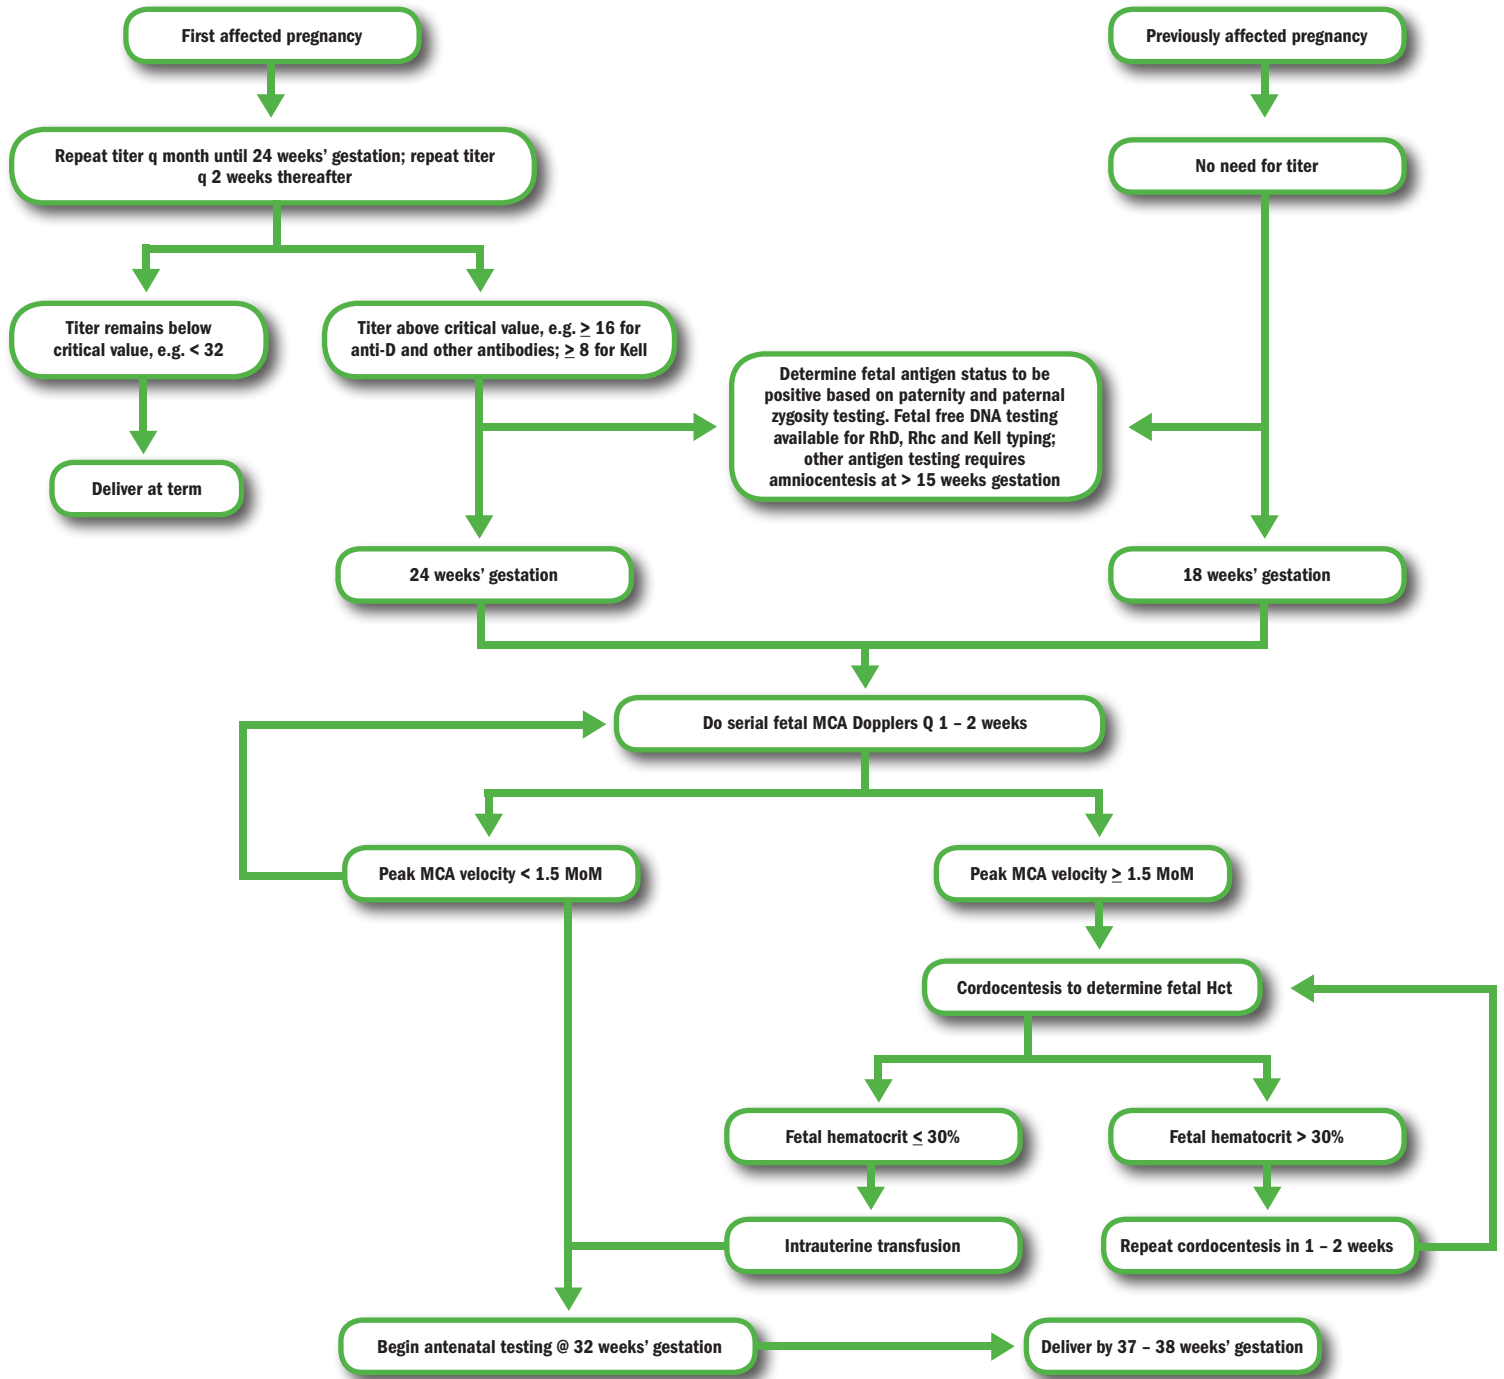 First affected pregnancy
Previously affected pregnancy
Repeat titer q month until 24 weeks’ gestation; repeat titer
q 2 weeks thereafter
No need for titer
Titer remains below
critical value, e.g. < 32
Titer above critical value, e.g. ≥ 16 for
anti-D and other antibodies; ≥ 8 for Kell
Determine fetal antigen status to be
positive based on paternity and paternal
zygosity testing. Fetal free DNA testing
available for RhD, Rhc and Kell typing;
other antigen testing requires
amniocentesis at > 15 weeks gestation
Deliver at term
24 weeks’ gestation
18 weeks’ gestation
Do serial fetal MCA Dopplers Q 1 – 2 weeks
Peak MCA velocity < 1.5 MoM
Peak MCA velocity ≥ 1.5 MoM
Cordocentesis to determine fetal Hct
Fetal hematocrit ≤ 30%
Fetal hematocrit > 30%
Intrauterine transfusion
Repeat cordocentesis in 1 – 2 weeks
Begin antenatal testing @ 32 weeks’ gestation
Deliver by 37 – 38 weeks’ gestation